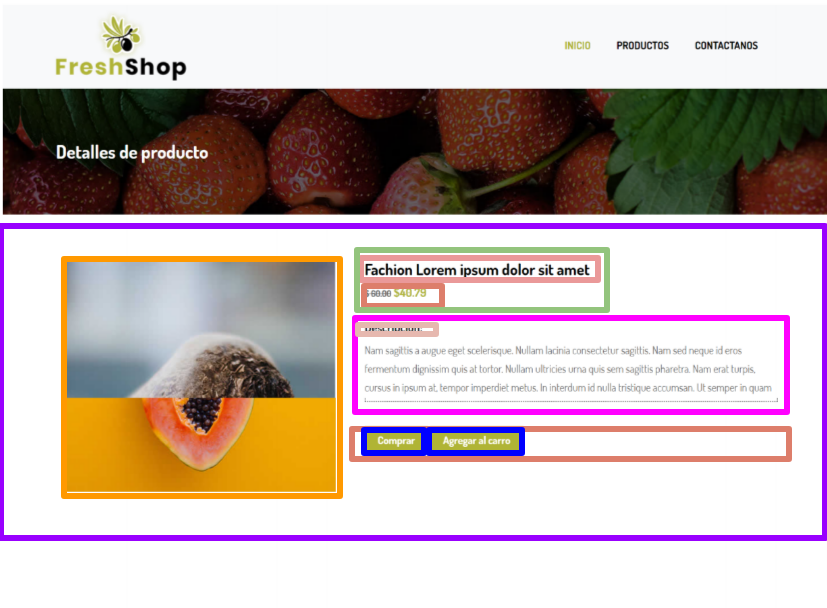 FreshShop
INICIO PRODUCTOS CONTACTANOS
Detalles de producto
Fachion Lorem ipsum dolor sit amet
$ 60.00 $40.79
Descripcion:
Nam sagittis a augue eget scelerisque. Nullam lacinia consectetur sagittis. Nam sed neque id eros
fermentum dignissim quis at tortor. Nullam ultricies urna quis sem sagittis pharetra. Nam erat turpis,
cursus in ipsum at, tempor imperdiet metus. In interdum id nulla tristique accumsan. Ut semper in quam
Comprar Agregar al carro